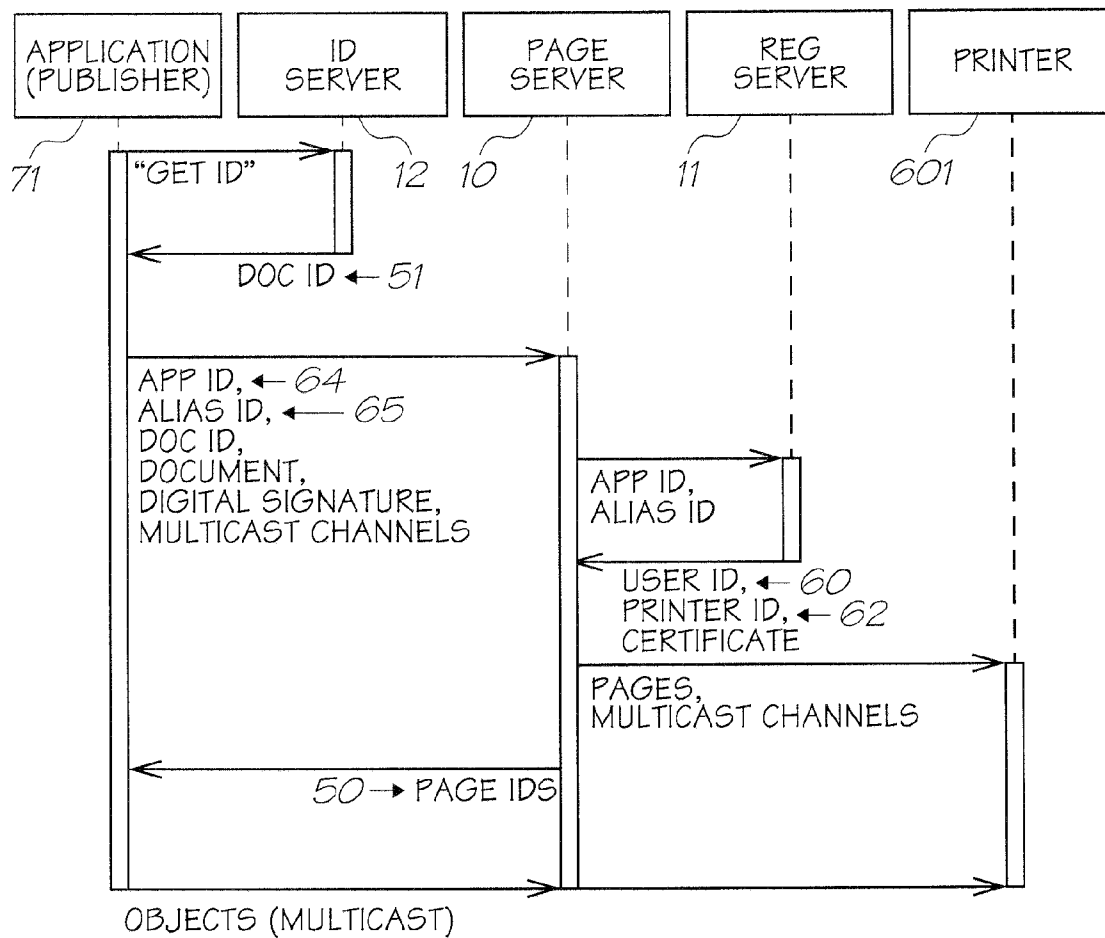 APPLICATION
(PUBLISHER)
ID
SERVER
PAGE
SERVER
REG
SERVER
PRINTER
71
12
10
11
601
"GET ID"
DOC ID ← 51
APP ID, ← 64
ALIAS ID, ← 65
DOC ID,
DOCUMENT,
DIGITAL SIGNATURE,
MULTICAST CHANNELS
APP ID,
ALIAS ID
USER ID, ← 60
PRINTER ID, ← 62
CERTIFICATE
PAGES,
MULTICAST CHANNELS
50 → PAGE IDS
OBJECTS (MULTICAST)